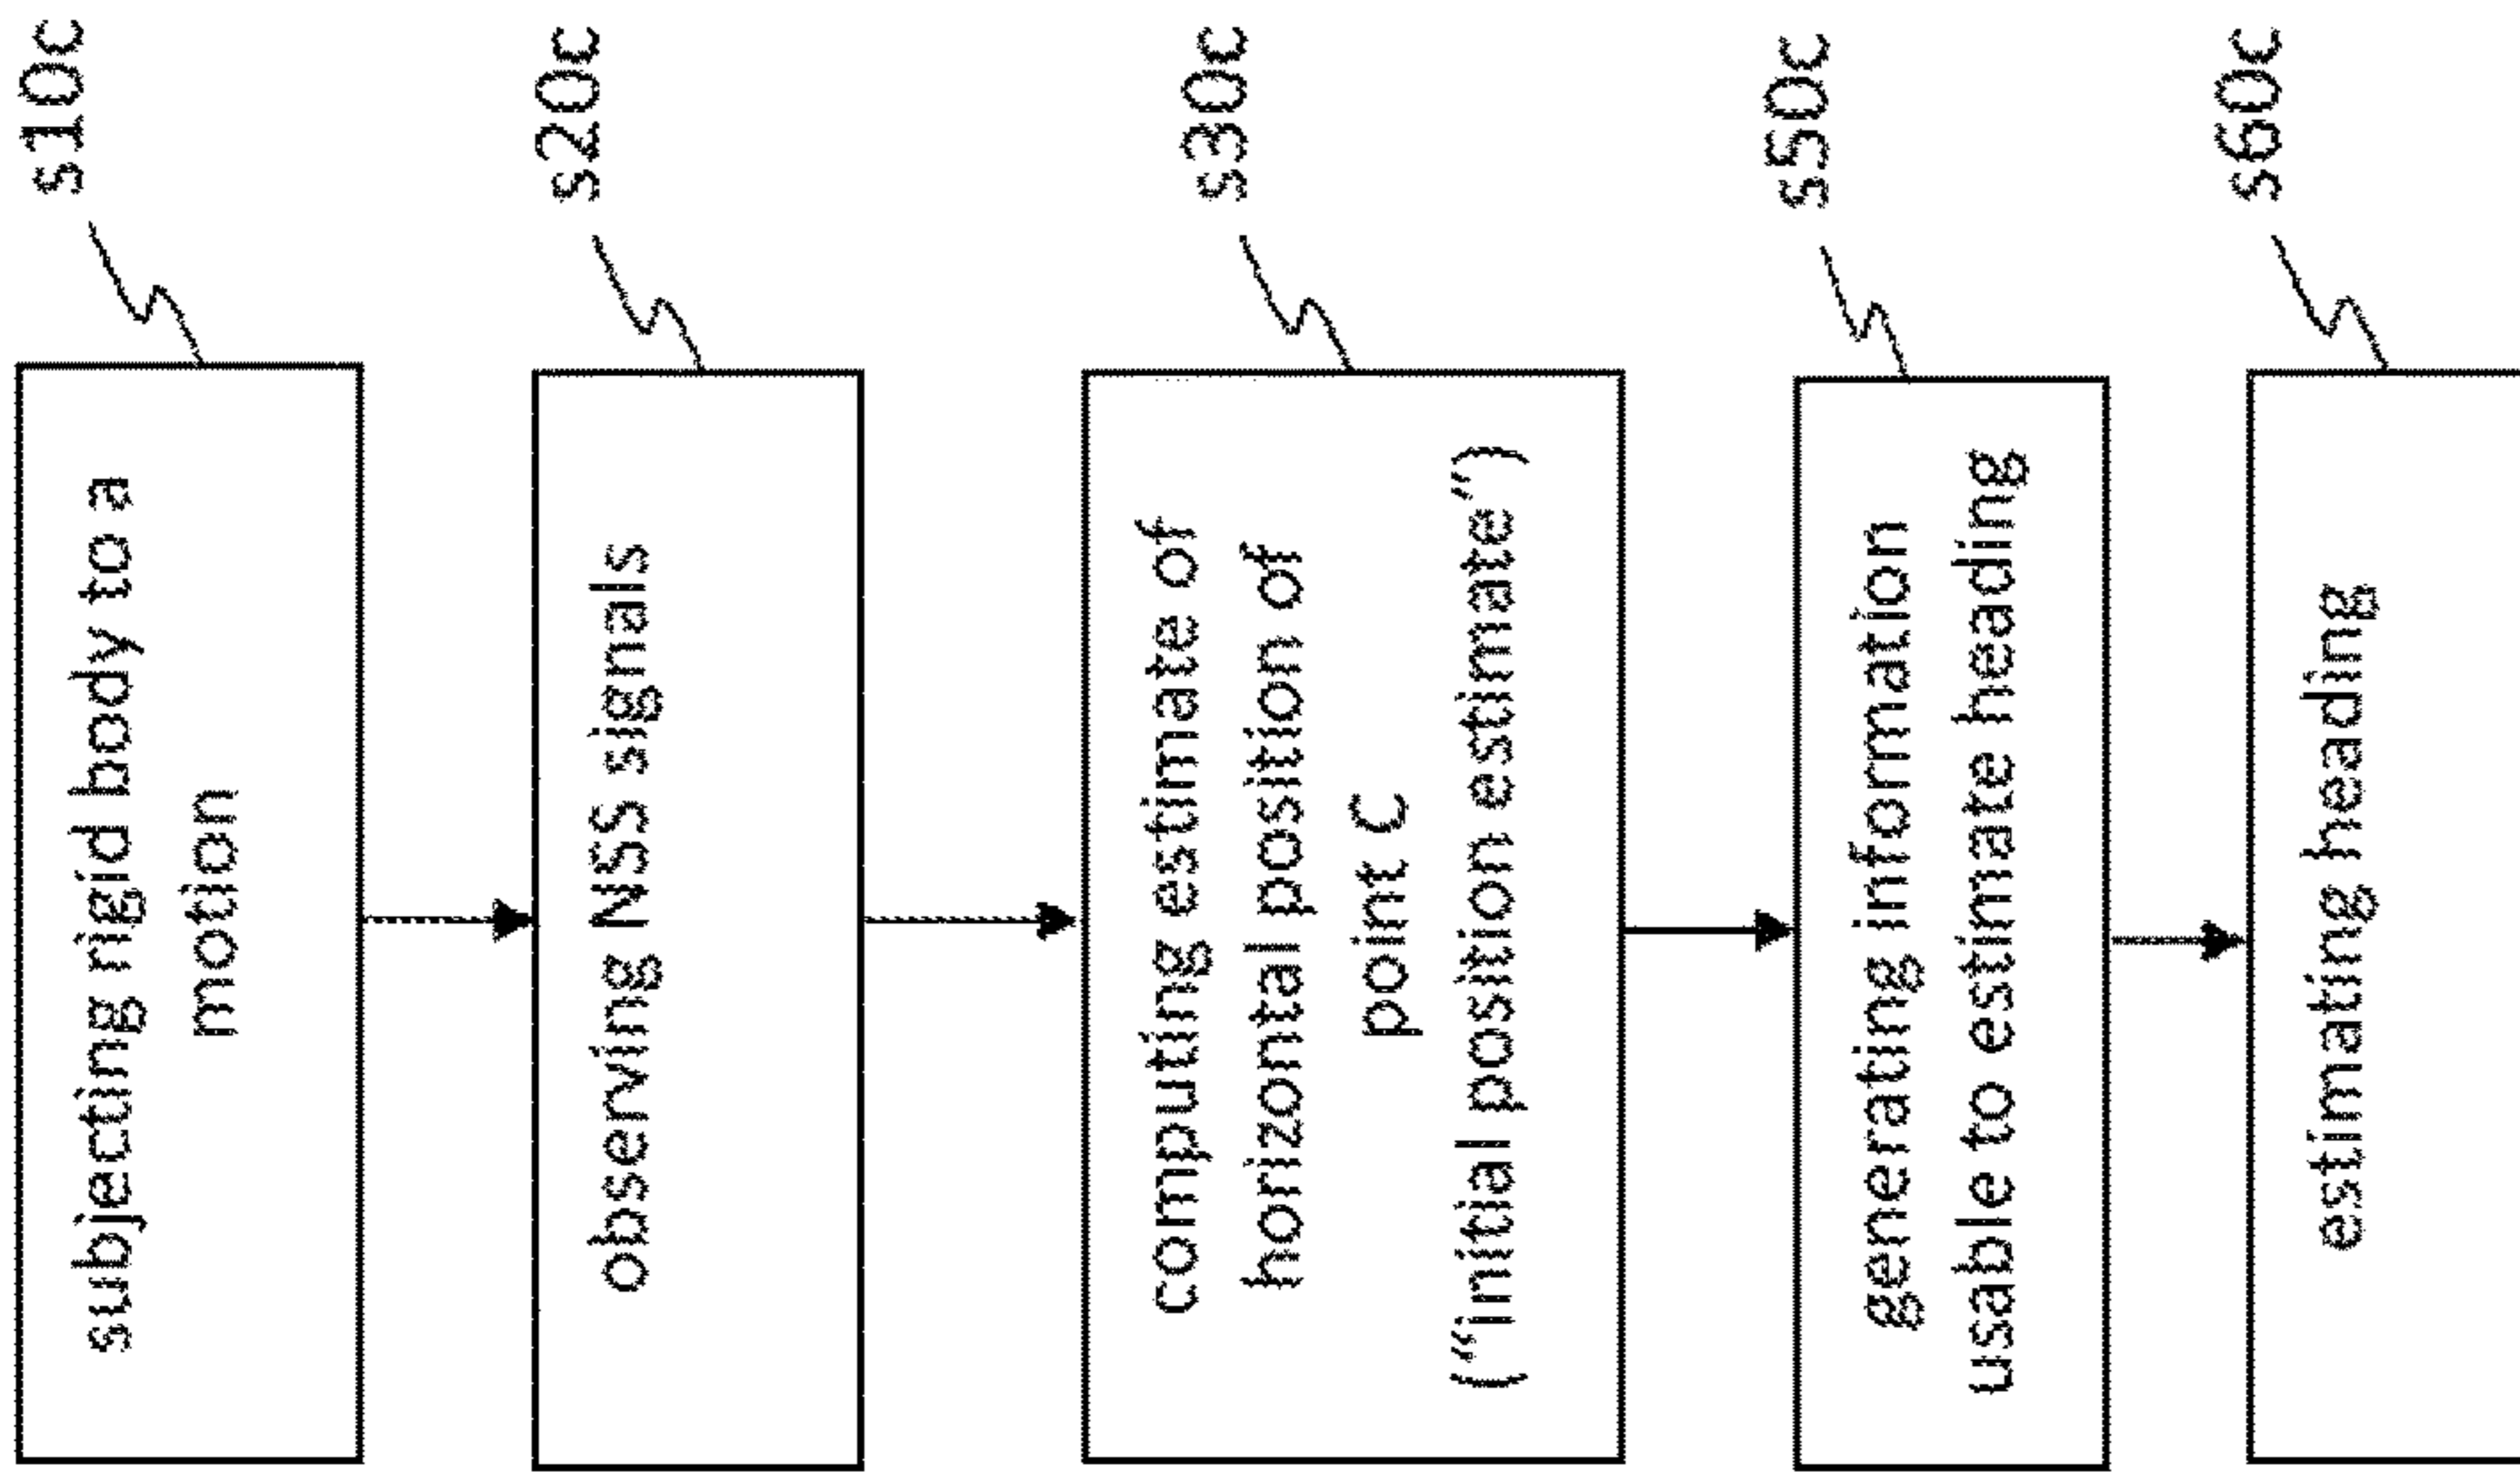 subjecting rigid body to a
motion
s10c
observing NSS signals
s20c
computing estimate of
horizontal position of
point C
(“initial position estimate”)
s30c
generating information
usable to estimate heading
s50c
estimating heading
s60c